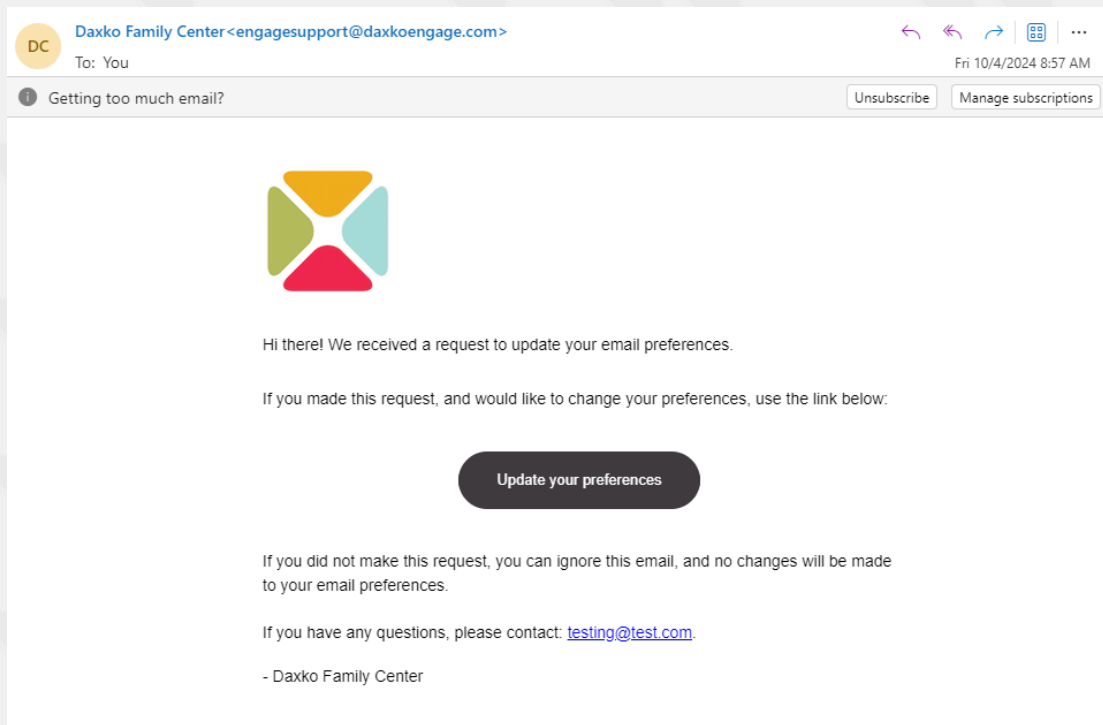 DC
Daxko Family Center<engagesupport@daxkoengage.com>
To: You
Fri 10/4/2024 8:57 AM
Getting too much email?
Unsubscribe
Manage subscriptions
Hi there! We received a request to update your email preferences.
If you made this request, and would like to change your preferences, use the link below:
Update your preferences
If you did not make this request, you can ignore this email, and no changes will be made
to your email preferences.
If you have any questions, please contact: testing@test.com.
- Daxko Family Center